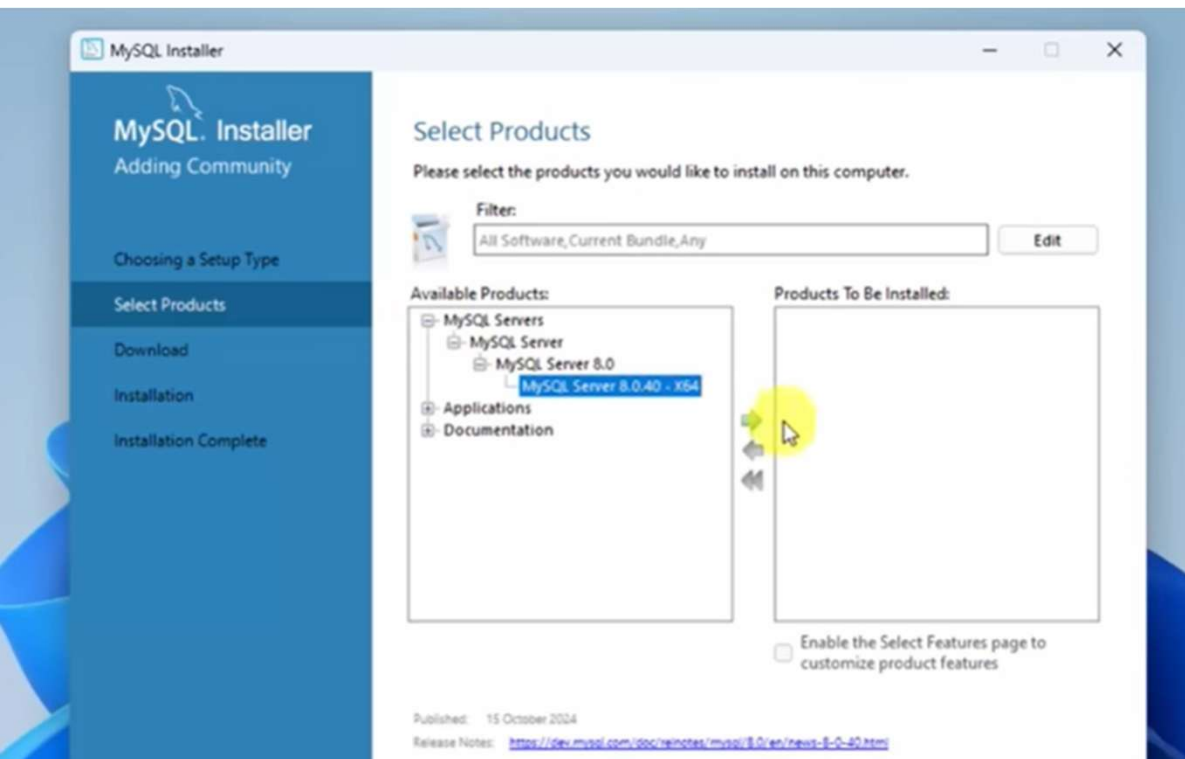 MySQL Installer
MySQL. Installer
Adding Community
Choosing a Setup Type
Select Products
Download
Installation
Installation Complete
Select Products
Please select the products you would like to install on this computer.
Filter:
All Software,Current Bundle,Any
Edit
Available Products:
MySQL Servers
MySQL Server
MySQL Server 8.0
MySQL Server 8.0.40 - X64
Applications
Documentation
Products To Be Installed:
Enable the Select Features page to
customize product features
Published: 15 October 2024
Release Notes: https://dev.mysql.com/doc/relnotes/mysql/8.0/en/news-8-0-40.html